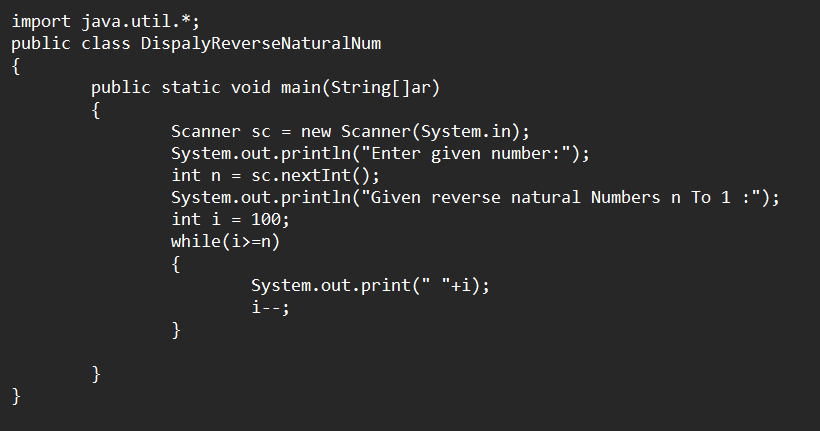 import java.util.*;
public class DispalyReverseNaturalNum
{
public static void main(String[]ar)
{
Scanner sc = new Scanner(System.in);
System.out.println("Enter given number:");
int n = sc.nextInt();
System.out.println("Given reverse natural Numbers n To 1 :");
int i = 100;
while(i>=n)
{
System.out.print(" "+i);
i--;
}
}
}